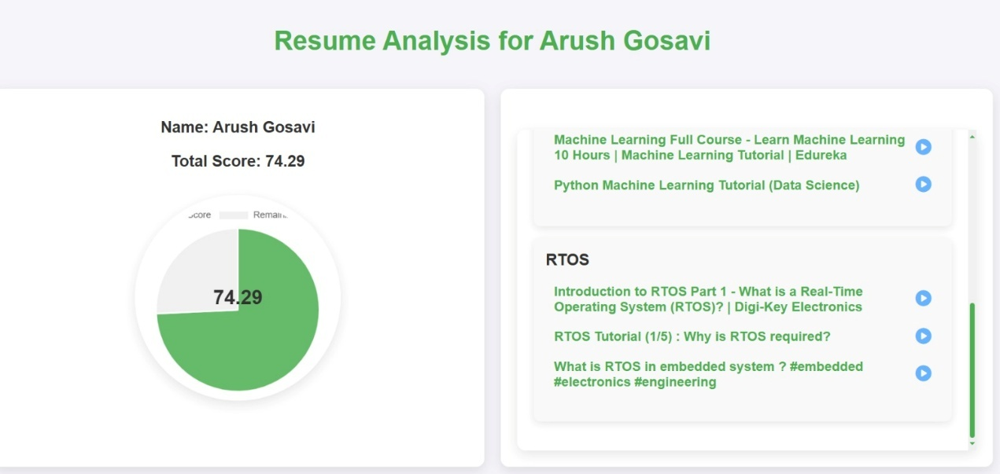 Resume Analysis for Arush Gosavi
Name: Arush Gosavi
Total Score: 74.29
74.29
Machine Learning Full Course - Learn Machine Learning
10 Hours | Machine Learning Tutorial | Edureka
Python Machine Learning Tutorial (Data Science)
RTOS
Introduction to RTOS Part 1 - What is a Real-Time
Operating System (RTOS)? | Digi-Key Electronics
RTOS Tutorial (1/5) : Why is RTOS required?
What is RTOS in embedded system ? #embedded
#electronics #engineering